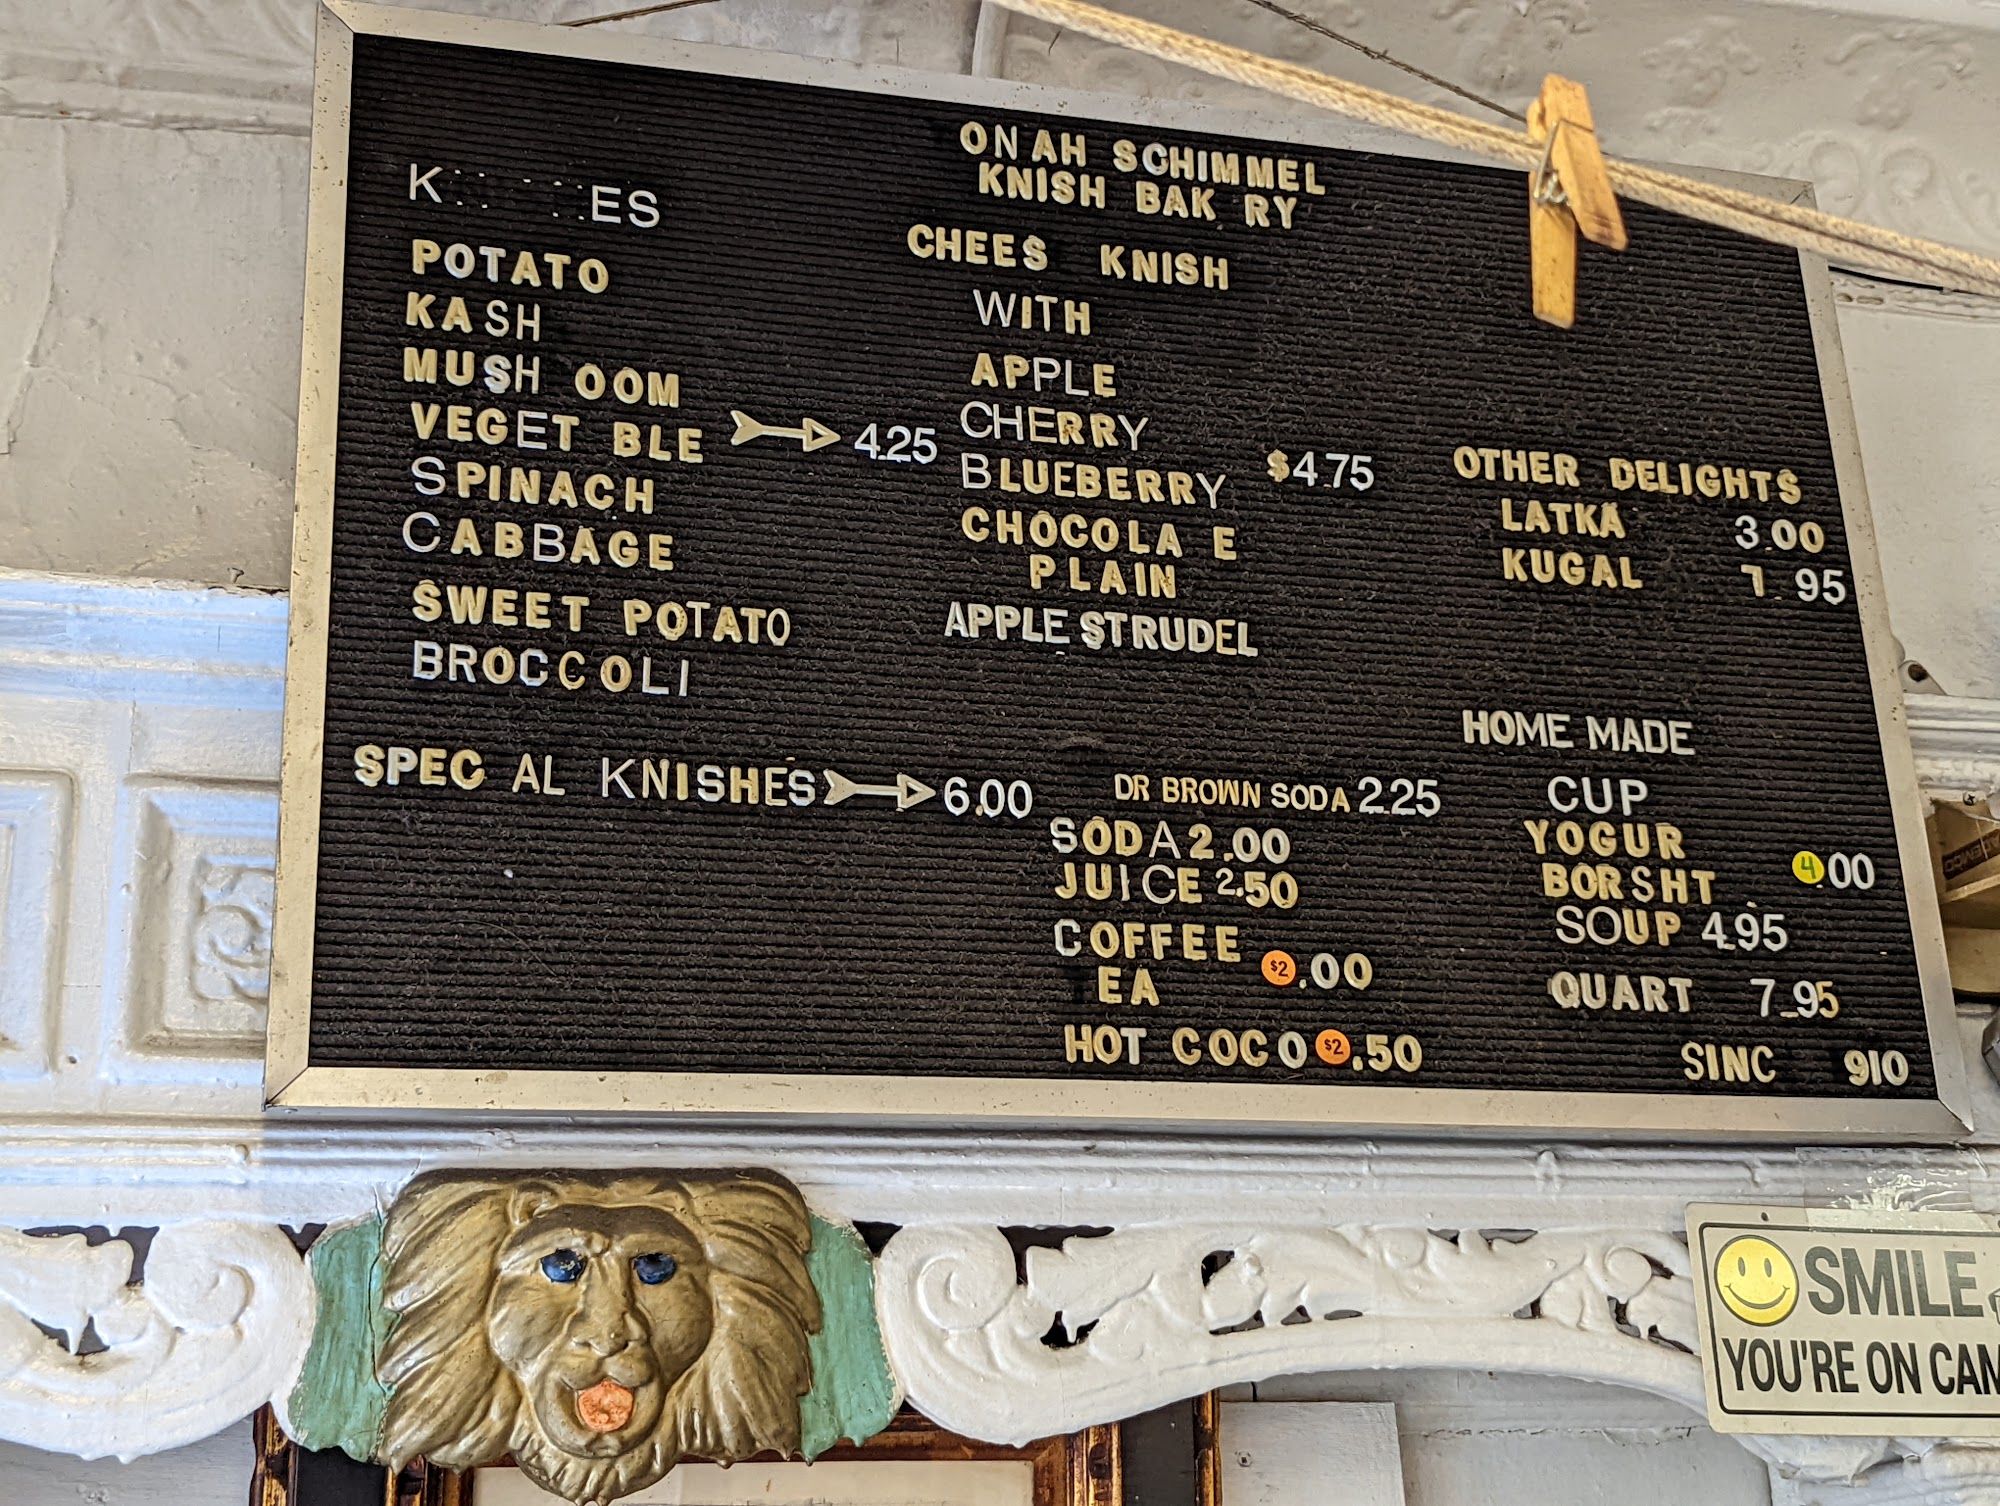 ONAH SCHIMMEL
KNISH BAK RY
K ES
POTATO
KASH
MUSH OOM
VEGET BLE 4.25
SPINACH
CABBAGE
SWEET POTATO
BROCCOLI
SPEC AL KNISHES 6.00
CHEES KNISH
WITH
APPLE
CHERRY
BLUEBERRY $4.75
CHOCOLA E
PLAIN
APPLE STRUDEL
DR BROWN SODA 2.25
SODA 2.00
JUICE 2.50
COFFEE
EA $2.00
HOT COCO $2.50
OTHER DELIGHTS
LATKA 3.00
KUGAL 95
HOME MADE
CUP
YOGUR
BORSHT 4.00
SOUP 4.95
QUART 7.95
SINC 910
SMILE
YOU'RE ON CAM